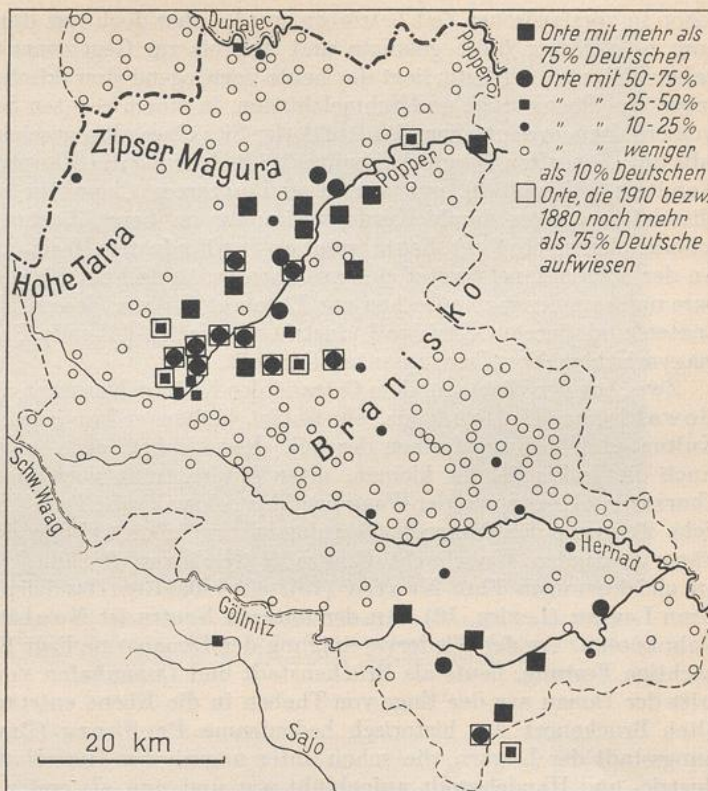 Dunajec
Popper
Zipser Magura
Popper
Hohe Tatra
Branisko
Schw. Waag
Hernad
Göllnitz
Sajo
20 km
Orte mit mehr als
75% Deutschen
Orte mit 50-75%
" " 25-50%
" " 10-25%
" " weniger
als 10% Deutschen
Orte, die 1910 bezw.
1880 noch mehr
als 75% Deutsche
aufwiesen